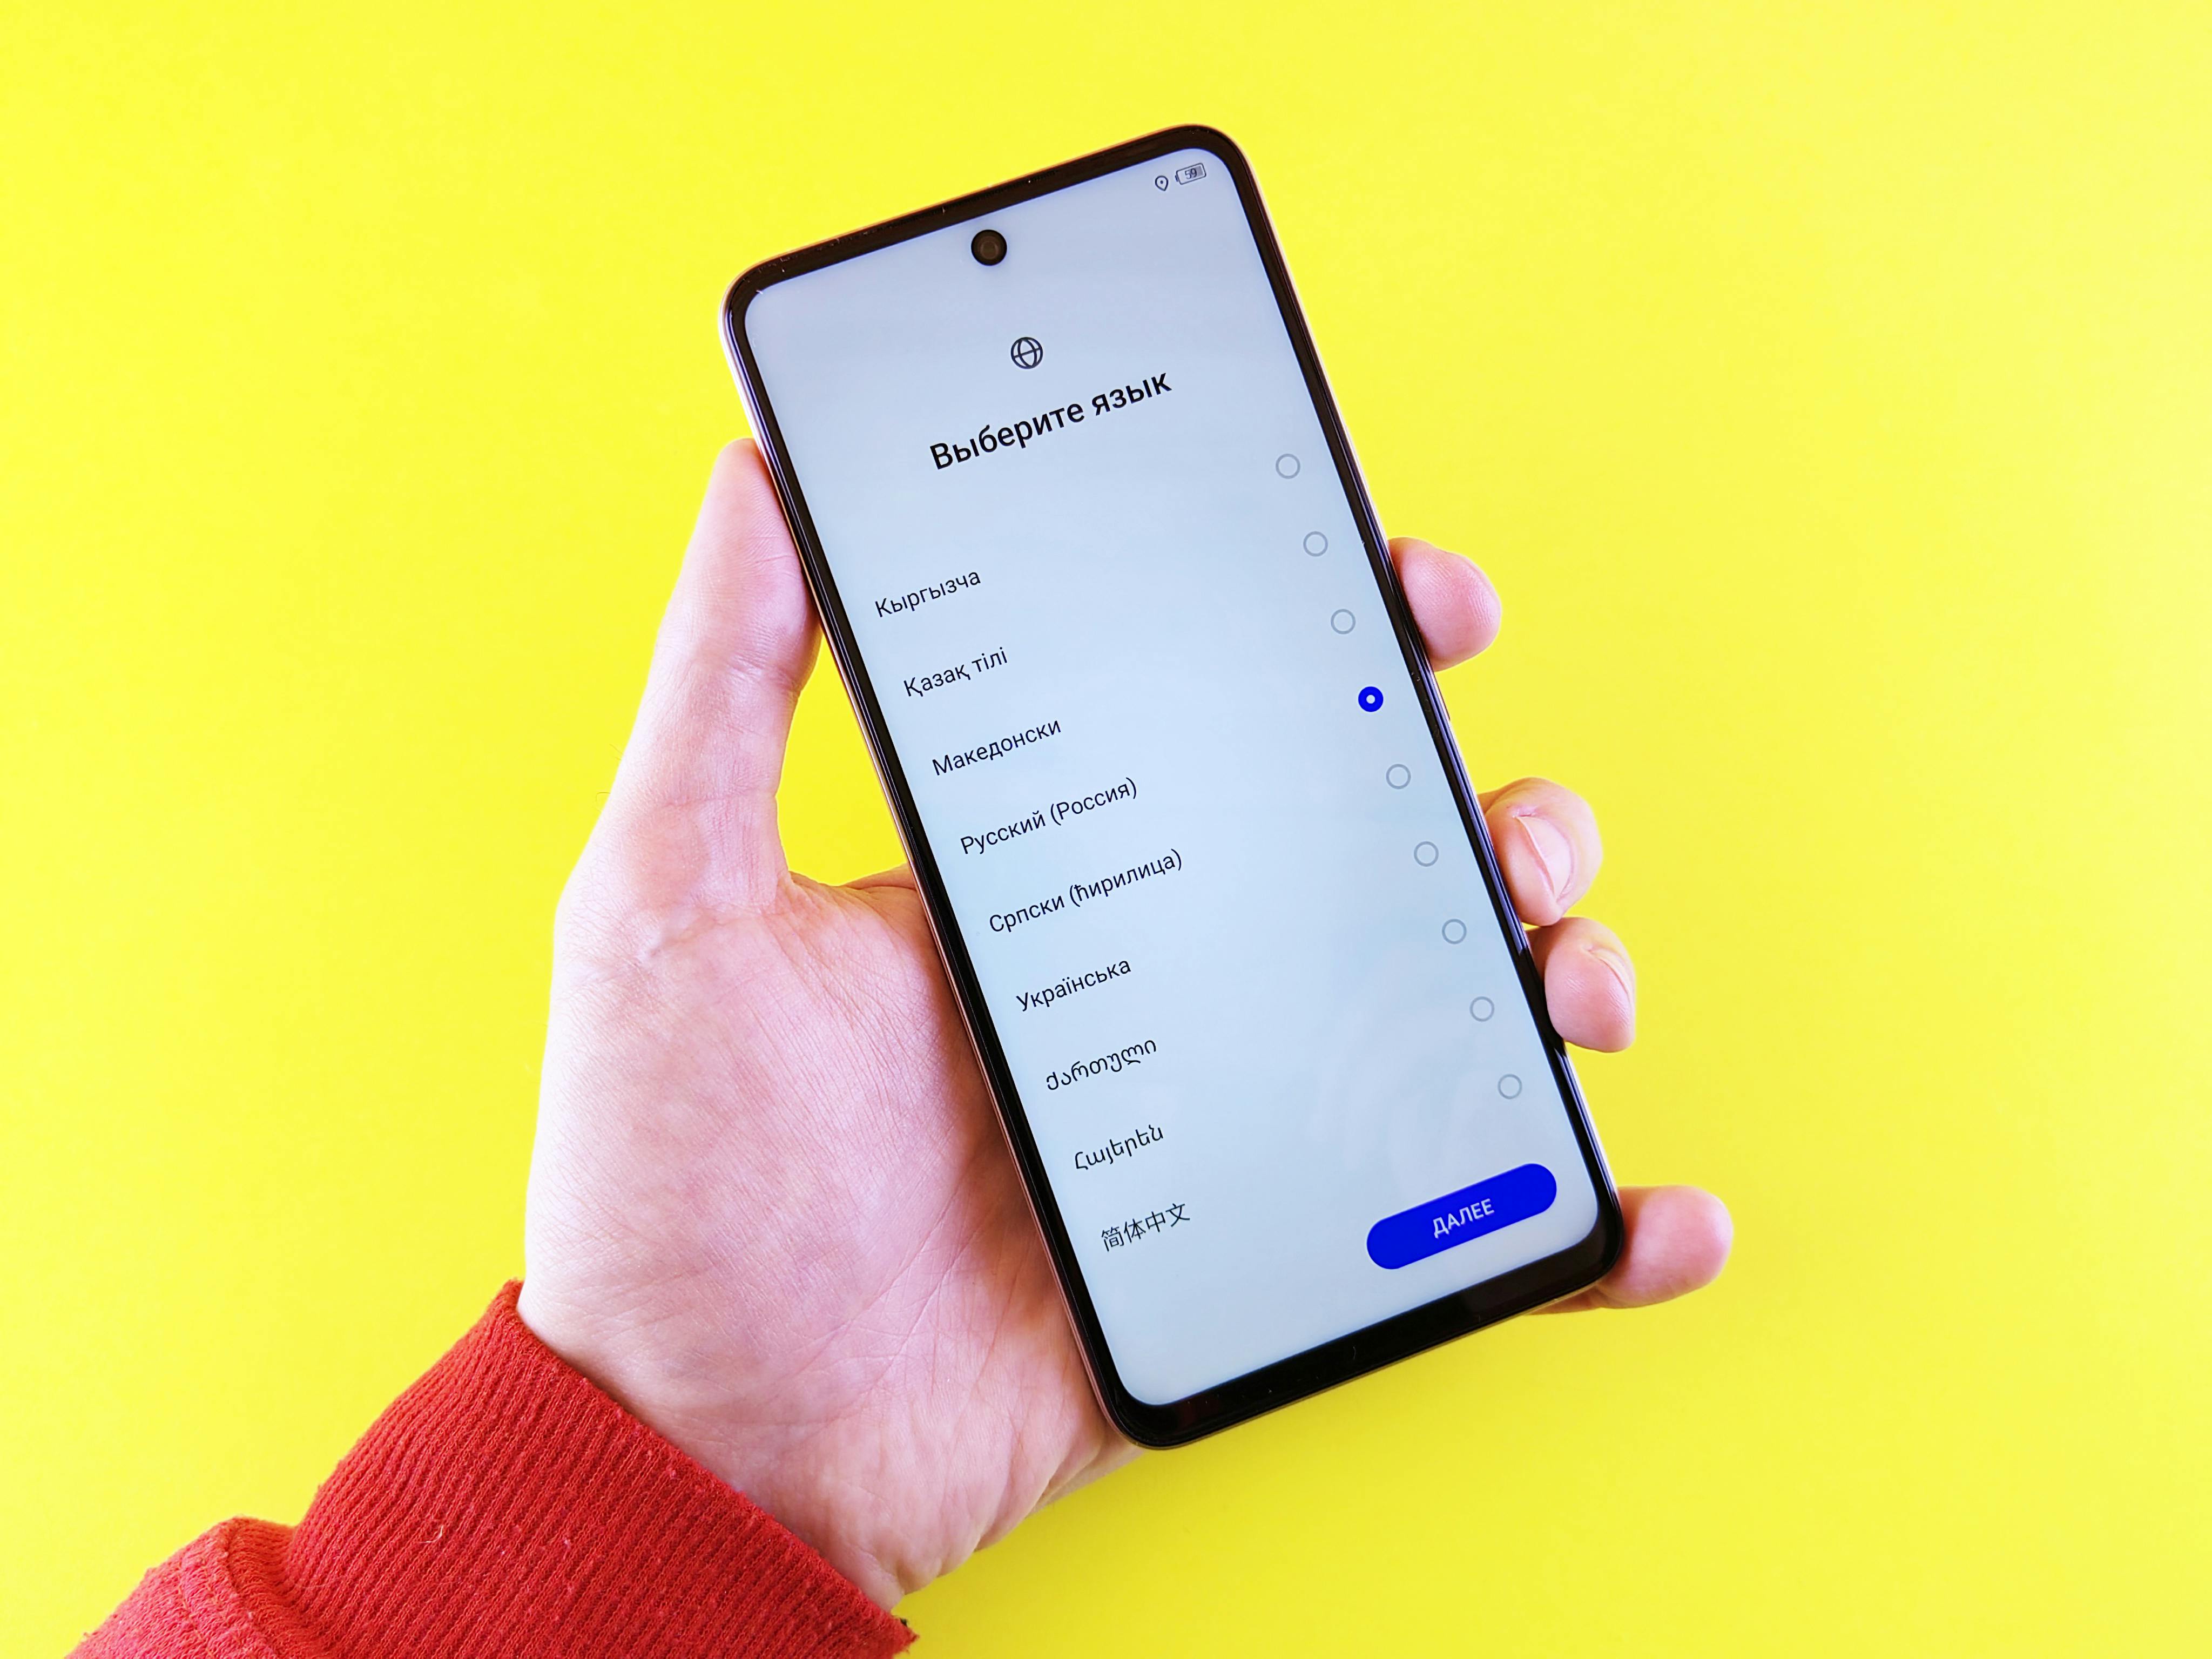 59
Выберите язык
Кыргызча
Қазақ тілі
Македонски
Русский (Россия)
Српски (ћирилица)
Українська
ქართული
Հայերեն
简体中文
ДАЛЕЕ